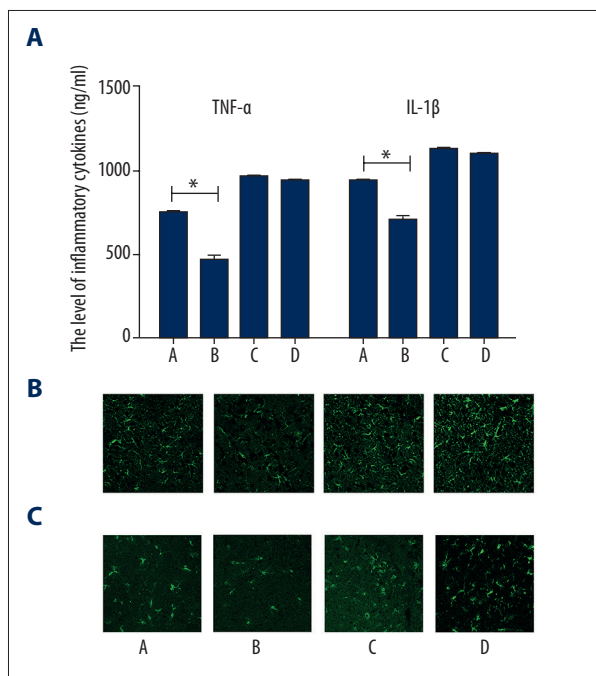 A
The level of inflammatory cytokines (ng/ml)
1500
1000
500
0
TNF-α IL-1β
* *
A B C D A B C D
B
C
A B C D